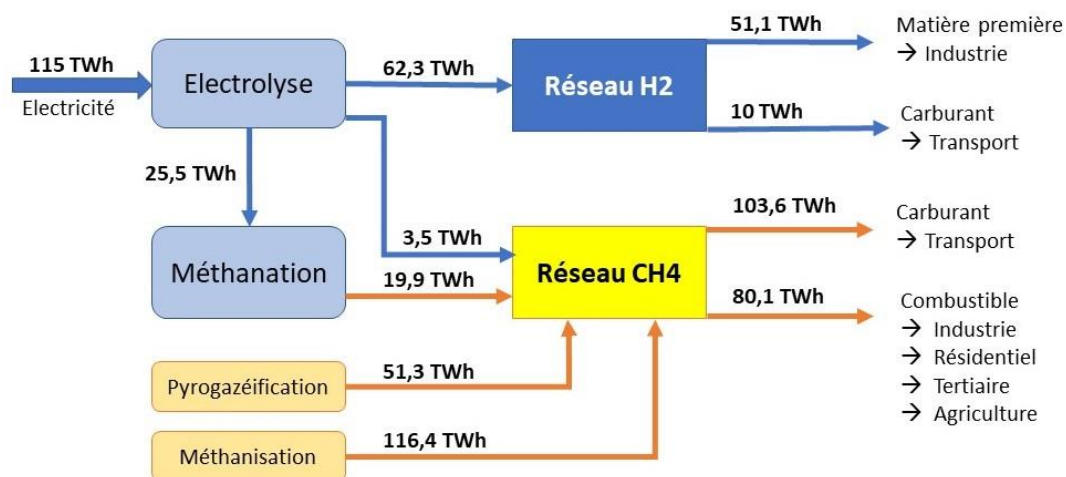 115 TWh
Electricité
Electrolyse
62,3 TWh
Réseau H2
51,1 TWh
Matière première
→ Industrie
10 TWh
Carburant
→ Transport
25,5 TWh
Méthanation
3,5 TWh
19,9 TWh
Réseau CH4
103,6 TWh
Carburant
→ Transport
80,1 TWh
Combustible
→ Industrie
→ Résidentiel
→ Tertiaire
→ Agriculture
Pyrogazéification
51,3 TWh
Méthanisation
116,4 TWh